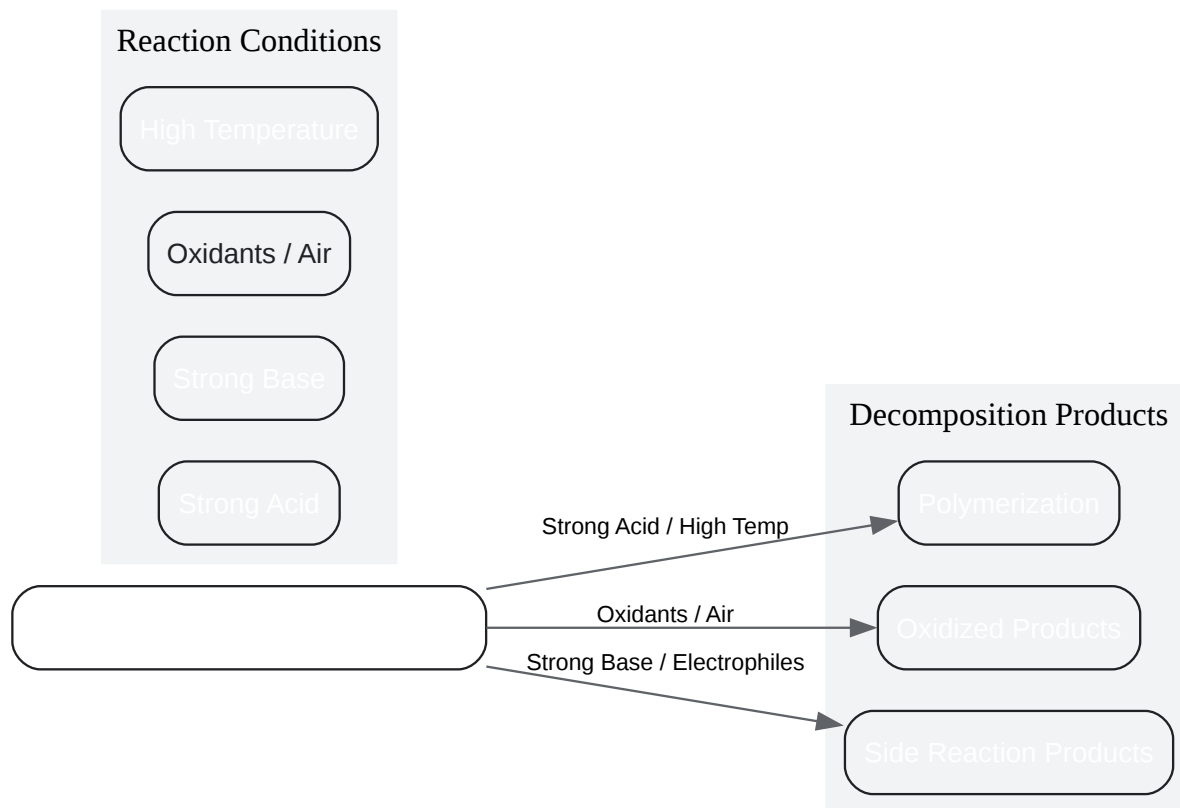 Reaction Conditions
High Temperature
Oxidants / Air
Strong Base
Strong Acid
Decomposition Products
Polymerization
Oxidized Products
Side Reaction Products
Strong Acid / High Temp
Oxidants / Air
Strong Base / Electrophiles